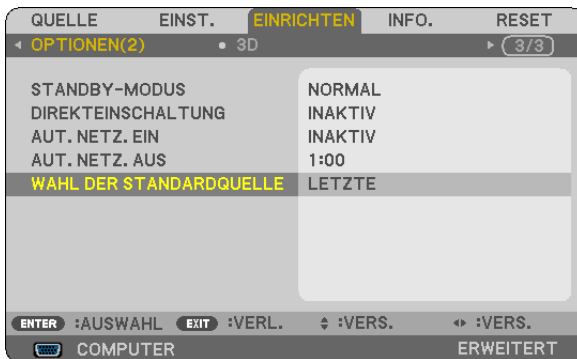 QUELLE EINST. EINRICHTEN INFO. RESET
OPTIONEN(2) 3D 3/3
STANDBY-MODUS NORMAL
DIREKTEINSCHALTUNG INAKTIV
AUT. NETZ. EIN INAKTIV
AUT. NETZ. AUS 1:00
WAHL DER STANDARDQUELLE LETZTE
ENTER :AUSWAHL EXIT :VERL. :VERS. :VERS.
COMPUTER ERWEITERT